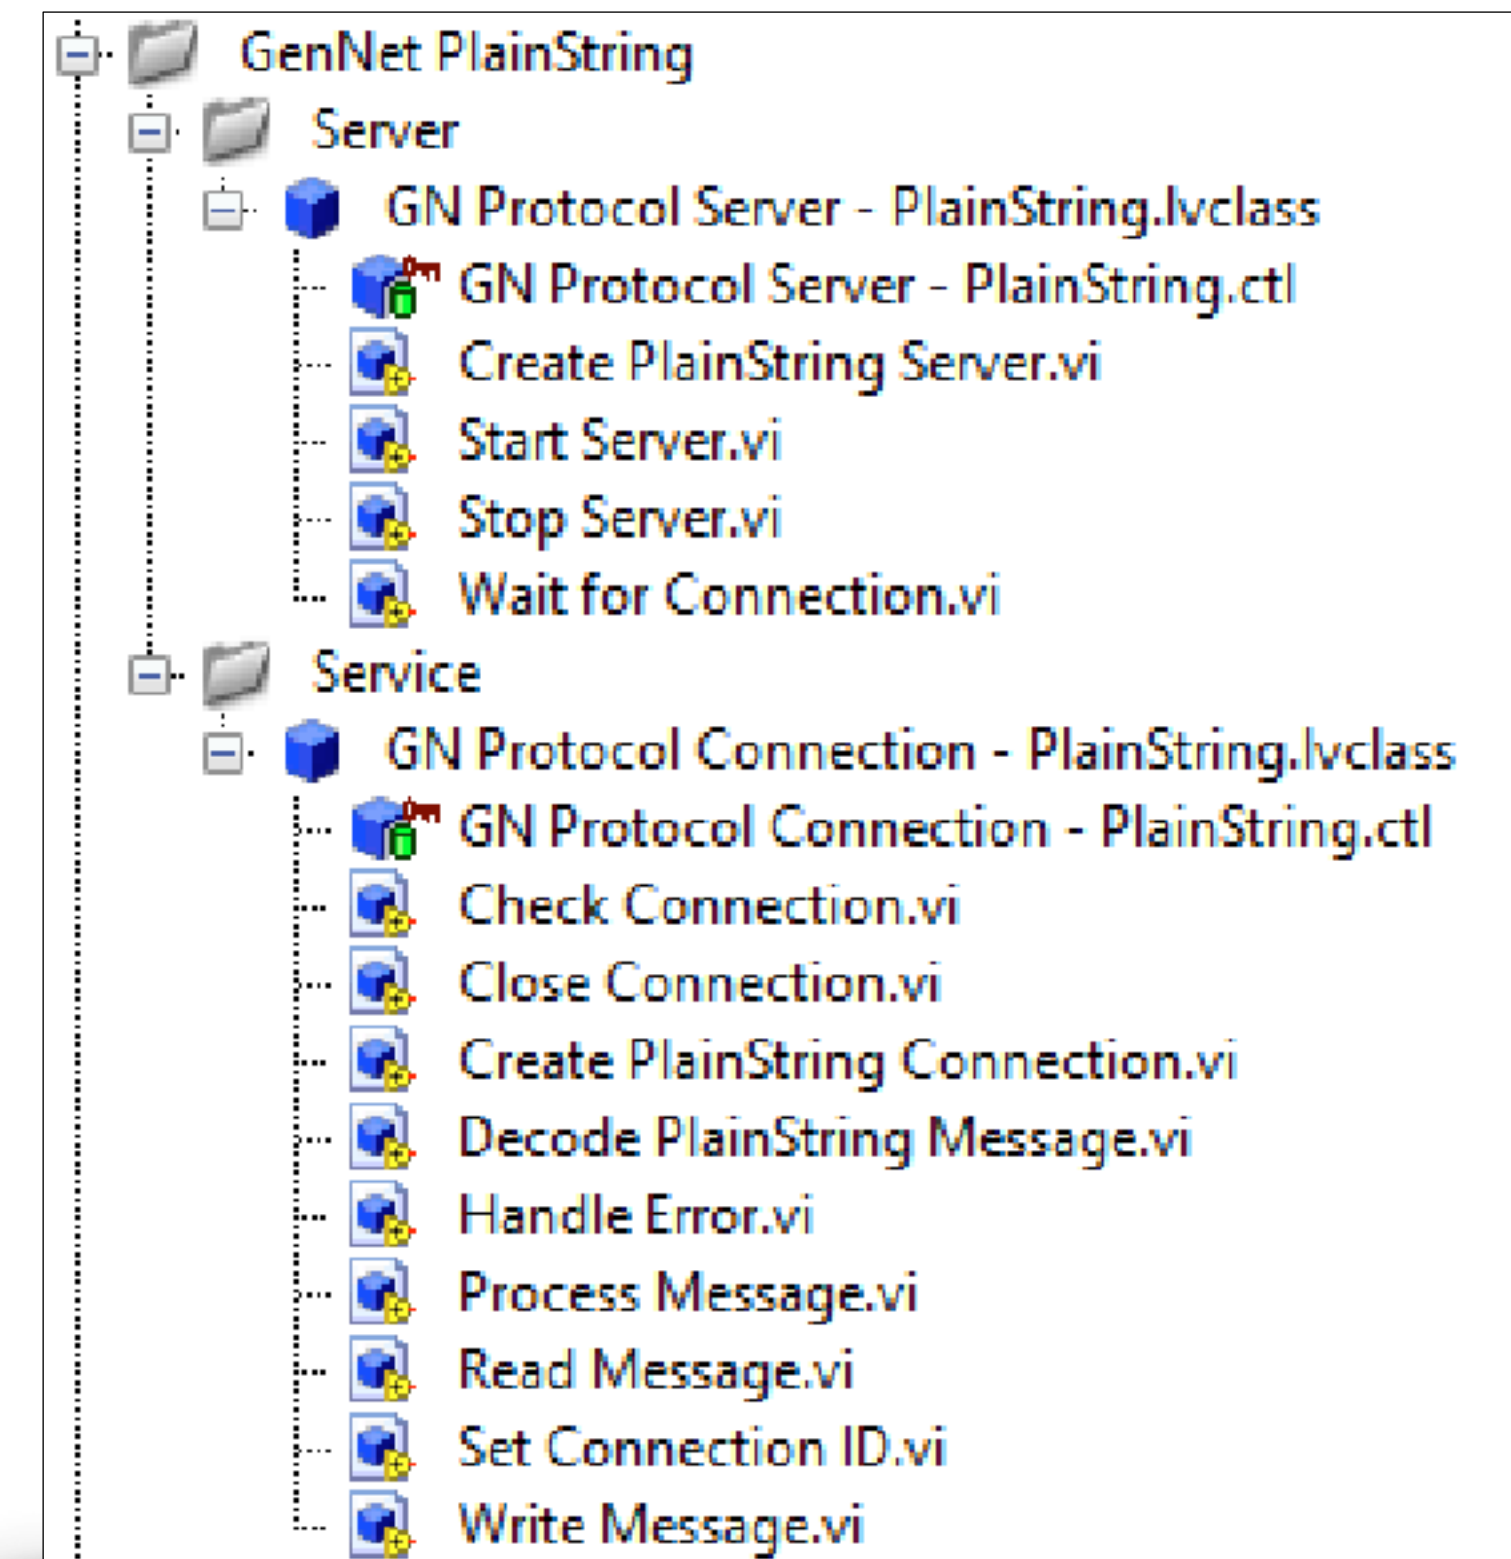 GenNet PlainString
Server
GN Protocol Server - PlainString.lvclass
GN Protocol Server - PlainString.ctl
Create PlainString Server.vi
Start Server.vi
Stop Server.vi
Wait for Connection.vi
Service
GN Protocol Connection - PlainString.lvclass
GN Protocol Connection - PlainString.ctl
Check Connection.vi
Close Connection.vi
Create PlainString Connection.vi
Decode PlainString Message.vi
Handle Error.vi
Process Message.vi
Read Message.vi
Set Connection ID.vi
Write Message.vi